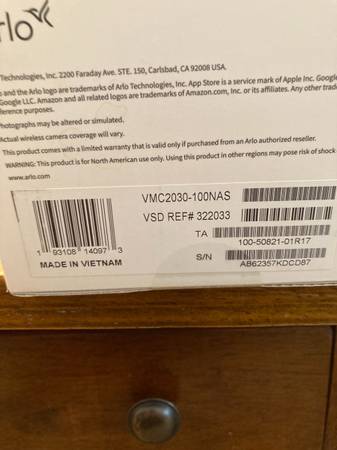 rlo
Technologies, Inc. 2200 Faraday Ave. STE. 150, Carlsbad, CA 92008 USA.
and the Arlo logo are trademarks of Arlo Technologies, Inc. App Store is a service mark of Apple Inc. Google
Google LLC. Amazon and all related logos are trademarks of Amazon.com, Inc. or its affiliates. Any other trad
ference purposes.
hotographs may be altered or simulated.
Actual wireless camera coverage will vary.
This product comes with a limited warranty that is valid only if purchased from an Arlo authorized reseller.
WARNING: This product is for North American use only. Using this product in other regions may pose risk of shock
www.arlo.com
VMC2030-100NAS
VSD REF# 322033
TA
100-50821-01R17
S/N
AB62357KDCD87
1 93108 14097 3
MADE IN VIETNAM